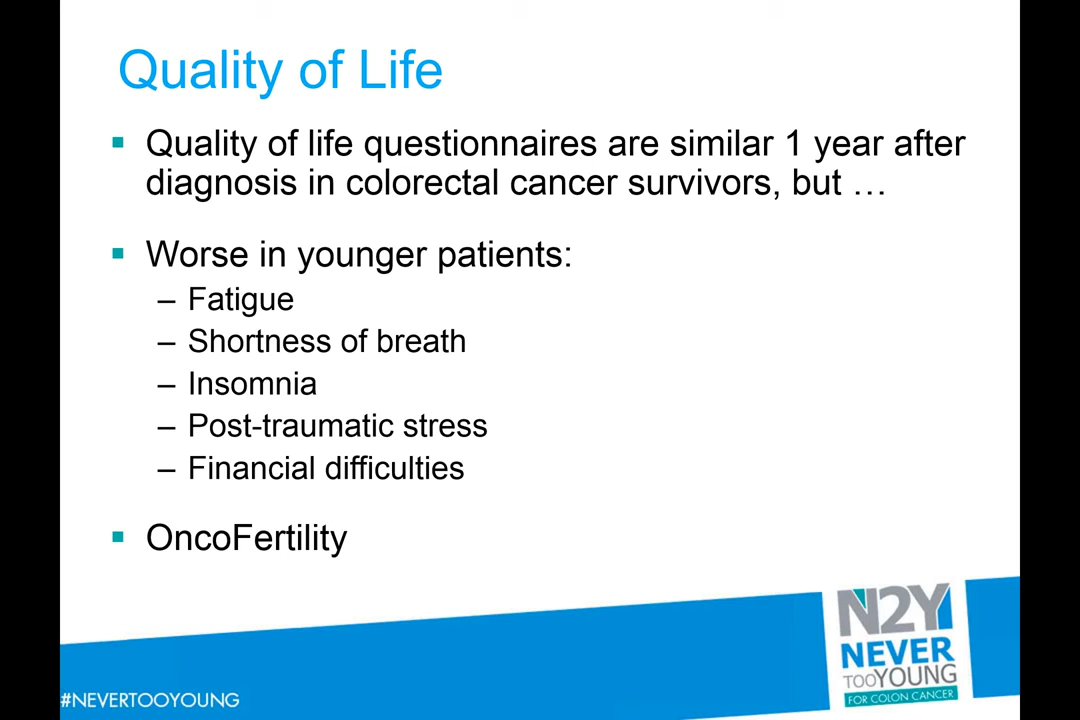 Quality of Life
▪ Quality of life questionnaires are similar 1 year after
diagnosis in colorectal cancer survivors, but …
▪ Worse in younger patients:
– Fatigue
– Shortness of breath
– Insomnia
– Post-traumatic stress
– Financial difficulties
▪ OncoFertility
N2Y
NEVER
TOOYOUNG
FOR COLON CANCER
#NEVERTOOYOUNG